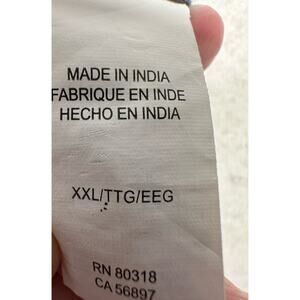 MADE IN INDIA
FABRIQUE EN INDE
HECHO EN INDIA
XXL/TTG/EEG
RN 80318
CA 56897